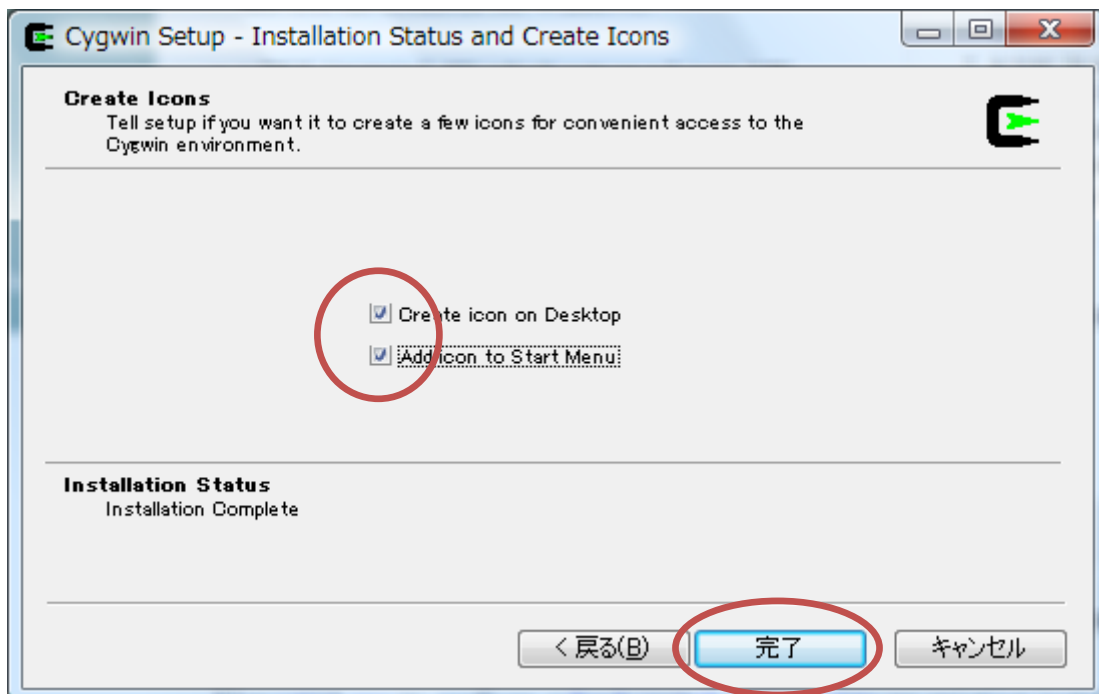 Cygwin Setup - Installation Status and Create Icons
Create Icons
Tell setup if you want it to create a few icons for convenient access to the
Cygwin environment.
Create icon on Desktop
Add icon to Start Menu
Installation Status
Installation Complete
< 戻る(B)
完了
キャンセル